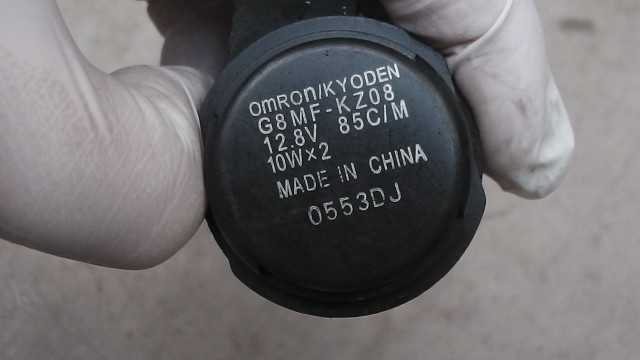 OmROn/KYODEN
G8MF-KZ08
12.8V 85C/M
10W×2
MADE IN CHINA
0553DJ